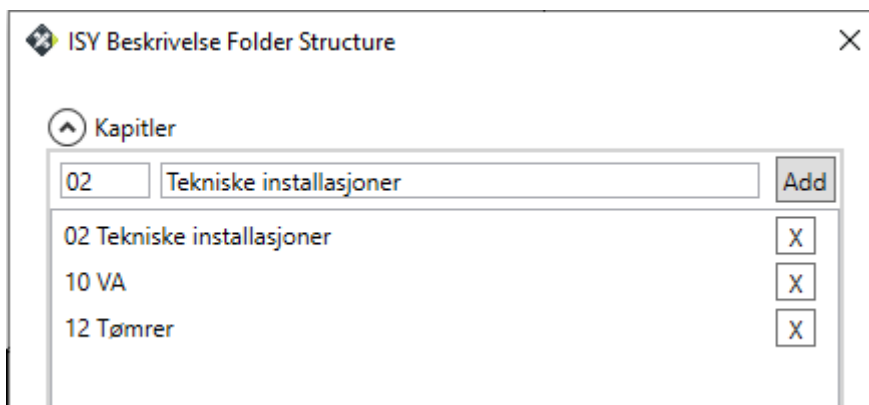 ISY Beskrivelse Folder Structure
Kapitler
02 Tekniske installasjoner Add
02 Tekniske installasjoner X
10 VA X
12 Tømrer X